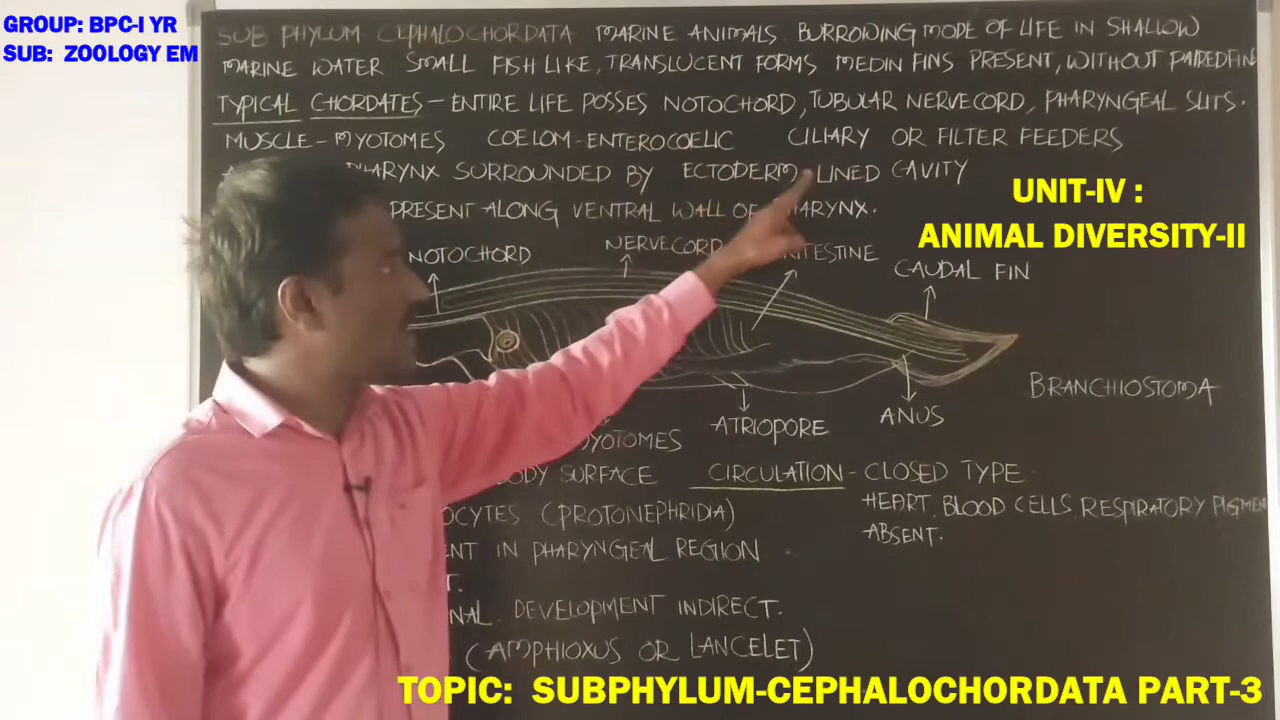 GROUP: BPC-I YR
SUB: ZOOLOGY EM
SUB PHYLUM CEPHALOCHORDATA MARINE ANIMALS BURROWING MODE OF LIFE IN SHALLOW
MARINE WATER SMALL FISH LIKE, TRANSLUCENT FORMS MEDIN FINS PRESENT, WITHOUT PAIREDFIN
TYPICAL CHORDATES - ENTIRE LIFE POSSES NOTOCHORD, TUBULAR NERVECORD, PHARYNGEAL SLITS.
MUSCLE - MYOTOMES COELOM-ENTEROCOELIC CILIARY OR FILTER FEEDERS
SURROUNDED BY ECTODERM LINED CAVITY
UNIT-IV :
PRESENT ALONG VENTRAL WALL OF
ANIMAL DIVERSITY-II
NOTOCHORD
NERVECORD
CAUDAL FIN
BRANCHIOSTOMA
ATRIOPORE
ANUS
SURFACE CIRCULATION - CLOSED TYPE
HEART, BLOOD CELLS, RESPIRATORY PIGMEN
ABSENT.
(PROTONEPHRIDIA)
IN PHARYNGEAL REGION
DEVELOPMENT INDIRECT.
(AMPHIOXUS OR LANCELET)
TOPIC: SUBPHYLUM-CEPHALOCHORDATA PART-3